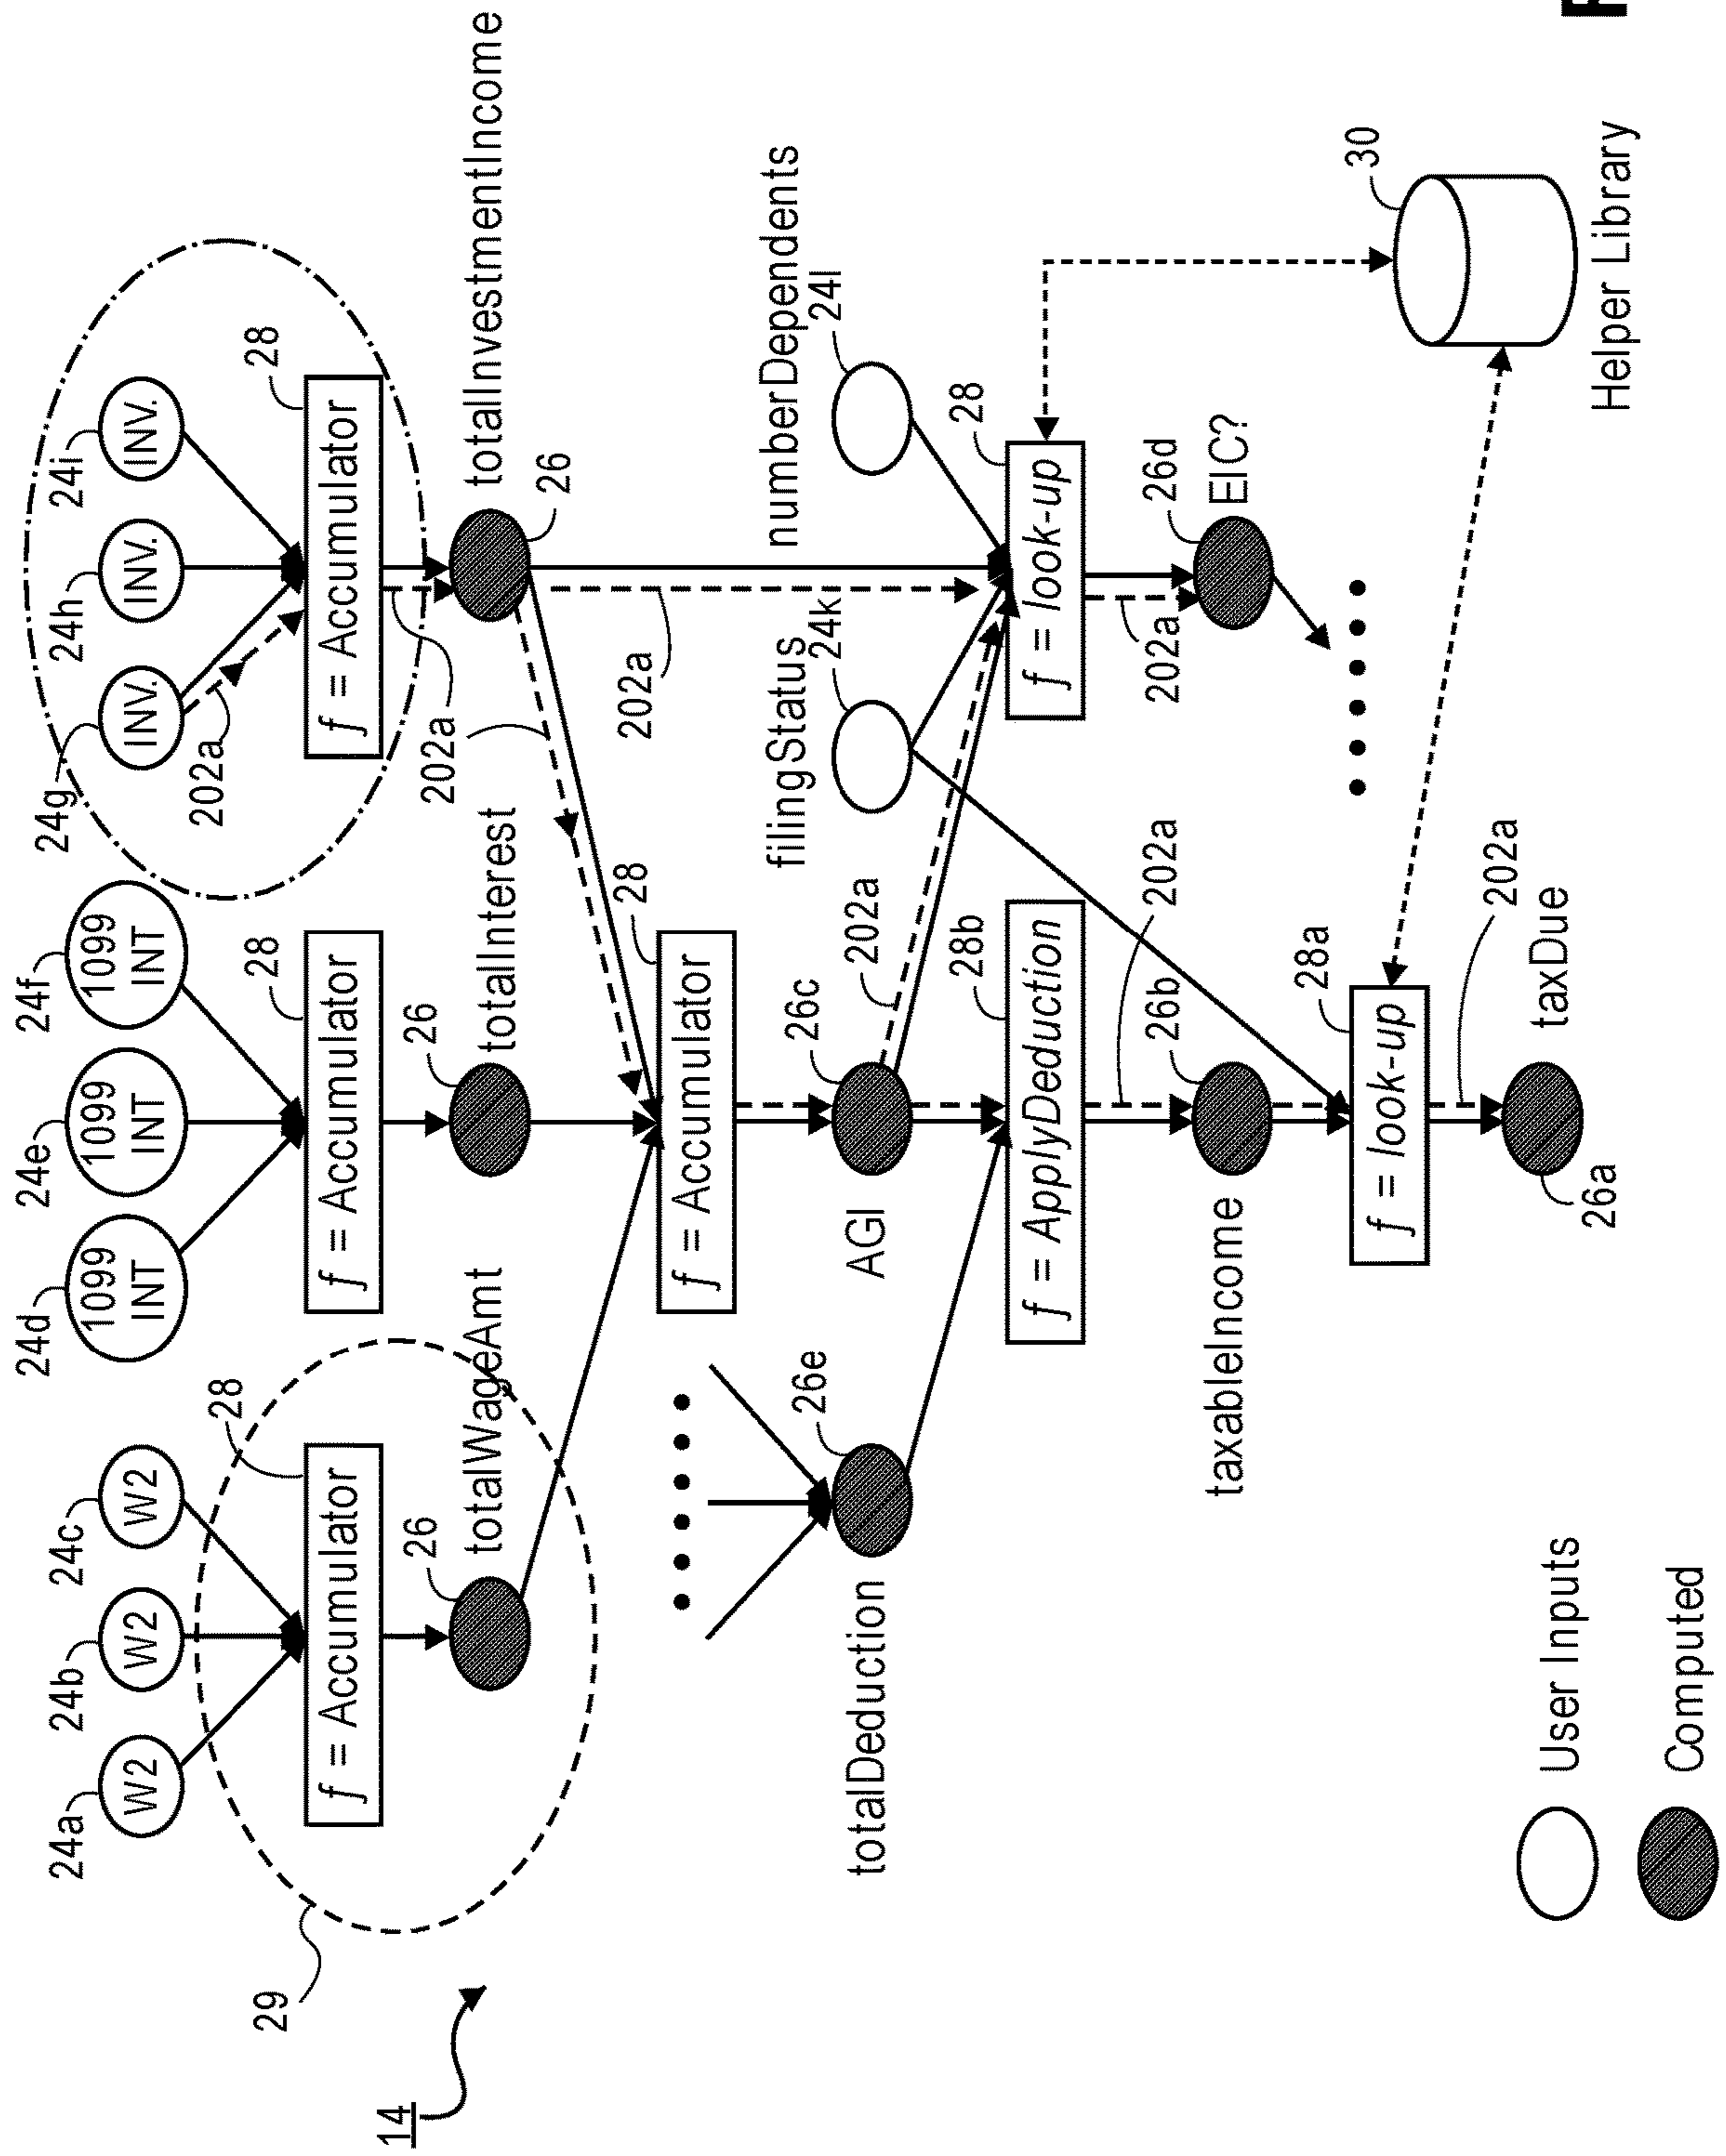 14
29
24a
24b
24c
24d
24e
24f
24g
24h
24i
W2
W2
W2
1099
INT
1099
INT
1099
INT
INV.
INV.
INV.
202a
28
28
28
f = Accumulator
f = Accumulator
f = Accumulator
202a
26
totalWageAmt
26
totalInterest
26
totalInvestmentIncome
202a
28
f = Accumulator
202a
totalDeduction
26e
AGI
26c
202a
filingStatus
24k
numberDependents
24l
28b
f = ApplyDeduction
28
f = look-up
202a
202a
taxableIncome
26b
26d
EIC?
28a
f = look-up
30
Helper Library
202a
26a
taxDue
User Inputs
Computed